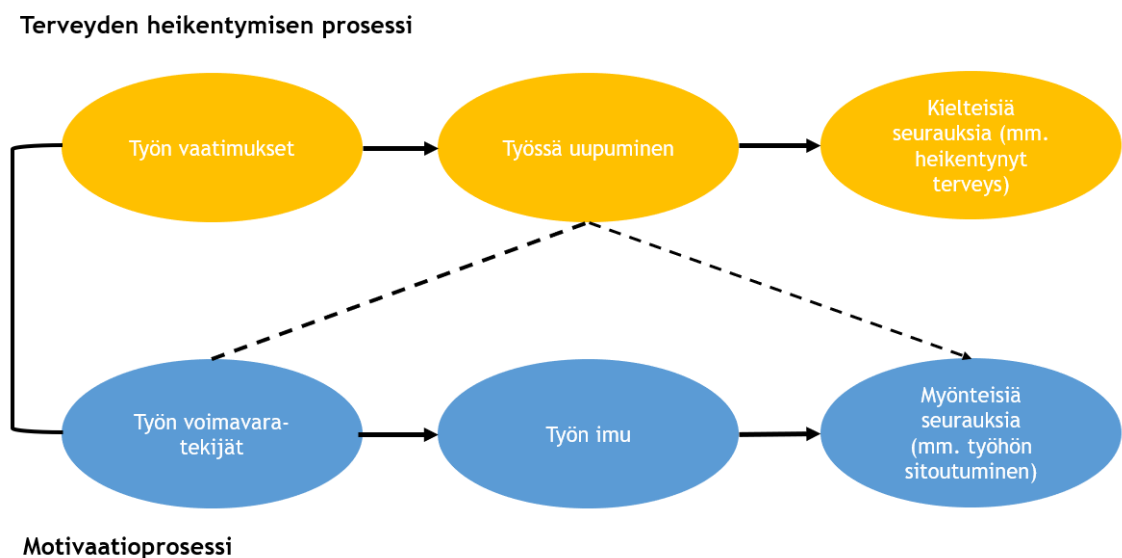 Terveyden heikentymisen prosessi
Työn vaatimukset
Työssä uupuminen
Kielteisiä
seurauksia (mm.
heikentynyt
terveys)
Työn voimavara-
tekijät
Työn imu
Myönteisiä
seurauksia
(mm. työhön
sitoutuminen)
Motivaatioprosessi